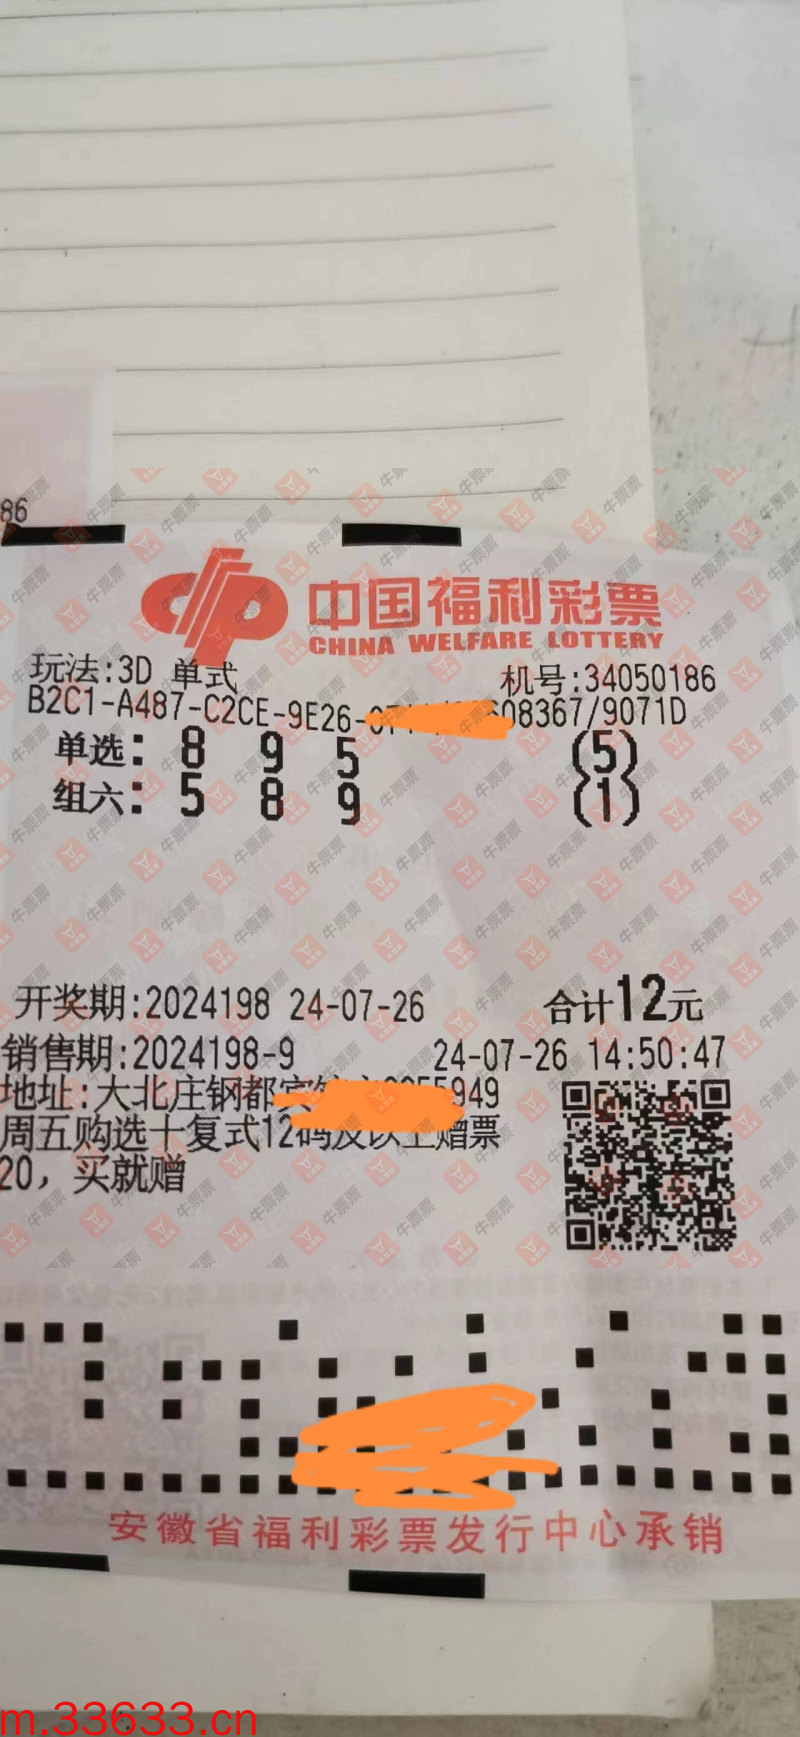 86
中国福利彩票
CHINA WELFARE LOTTERY
玩法:3D 单式 机号:34050186
B2C1-A487-C2CE-9E26- 08367/9071D
单选: 8 9 5 (5)
组六: 5 8 9 (1)
开奖期:2024198 24-07-26 合计12元
销售期:2024198-9 24-07-26 14:50:47
地址:大北庄钢都 949
周五购选十复式12码及以上赠票
20，买就赠
安徽省福利彩票发行中心承销
牛票票
m.33633.cn